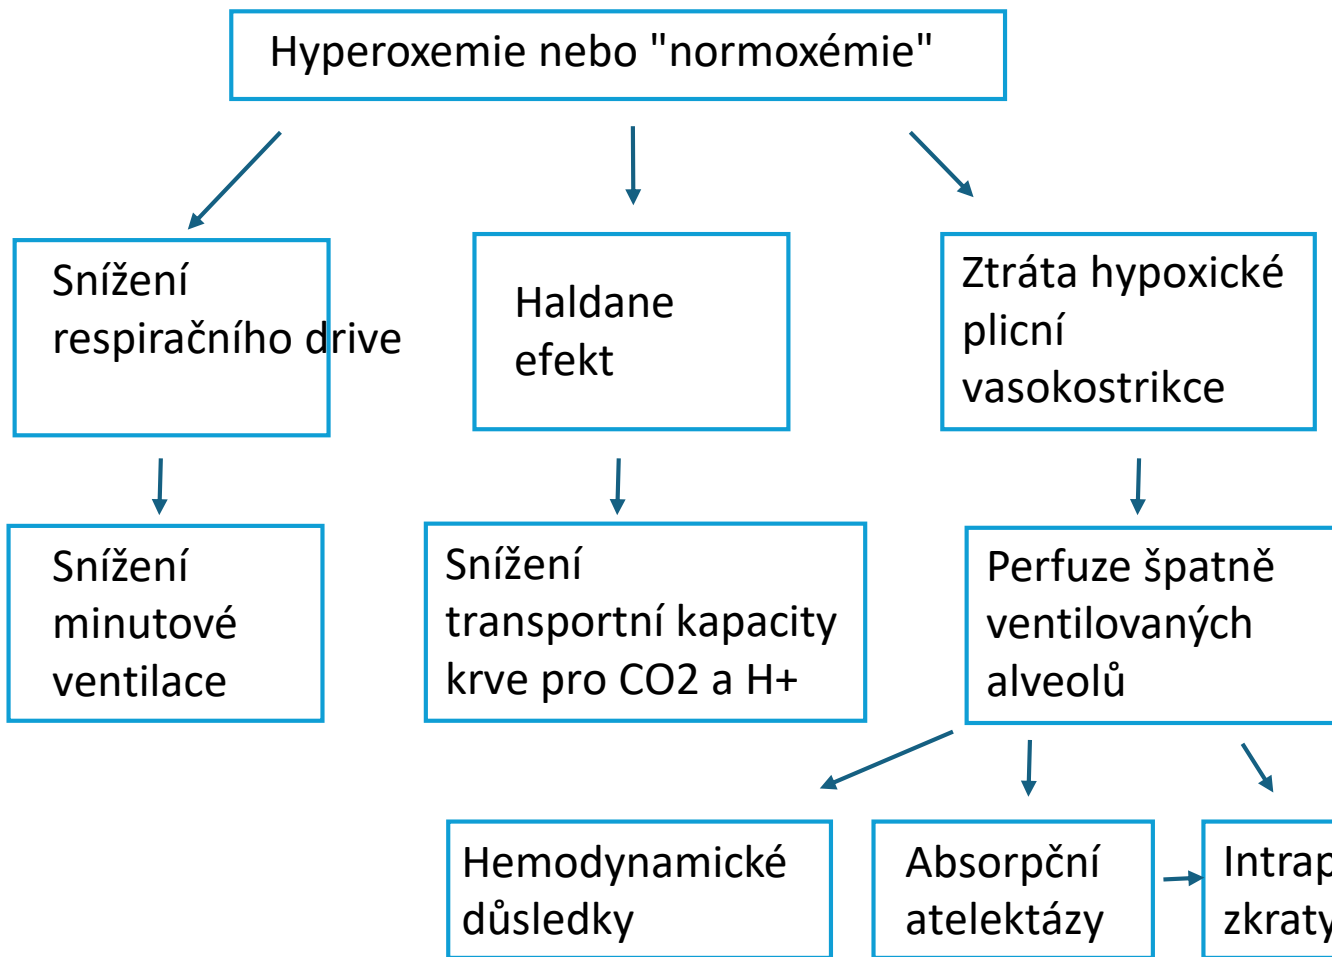 Hyperoxemie nebo "normoxémie"
Snížení
respiračního drive
Haldane
efekt
Ztráta hypoxické
plicní
vasokostrikce
Snížení
minutové
ventilace
Snížení
transportní kapacity
krve pro CO2 a H+
Perfuze špatně
ventilovaných
alveolů
Hemodynamické
důsledky
Absorpční
atelektázy
zkraty